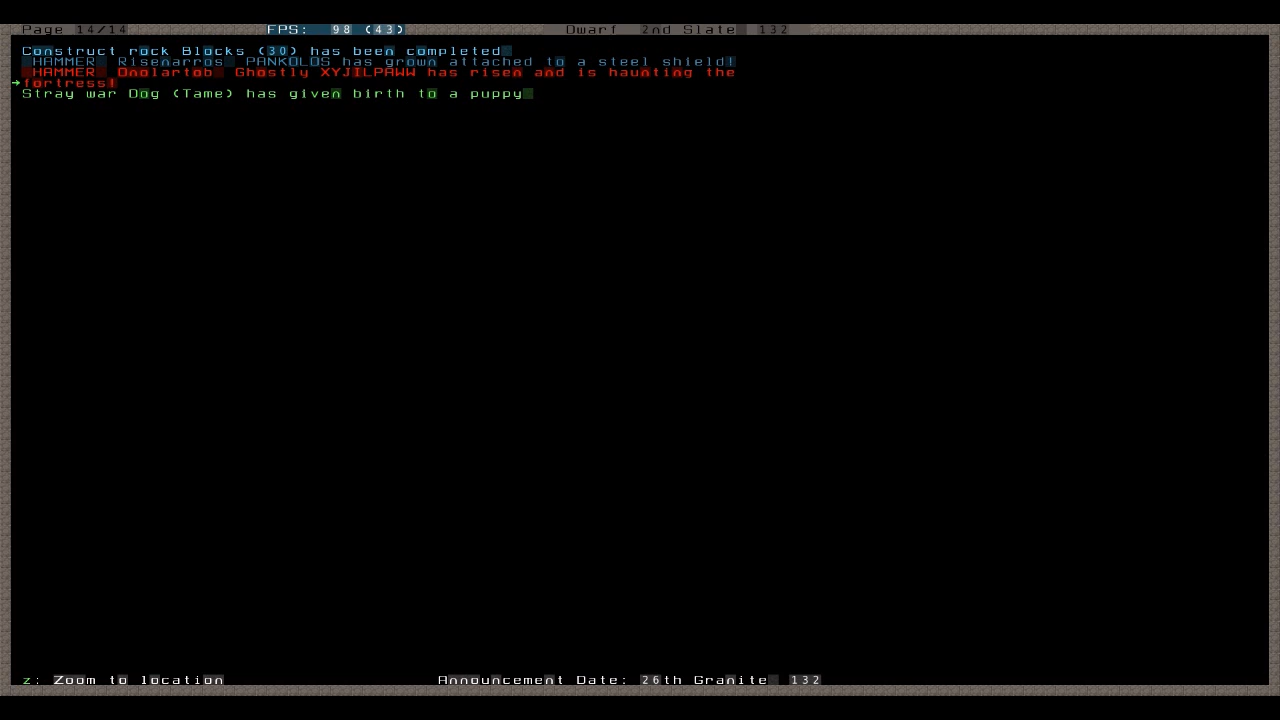 Page 14/14 FPS: 98 (43) Dwarf 2nd Slate 132
Construct rock Blocks (30) has been completed
HAMMER Risenarros PANKOLOS has grown attached to a steel shield!
HAMMER Onolartob Ghostly XYJILPAWW has risen and is haunting the
→fortress!
Stray war Dog (Tame) has given birth to a puppy
z: Zoom to location Announcement Date: 26th Granite 132